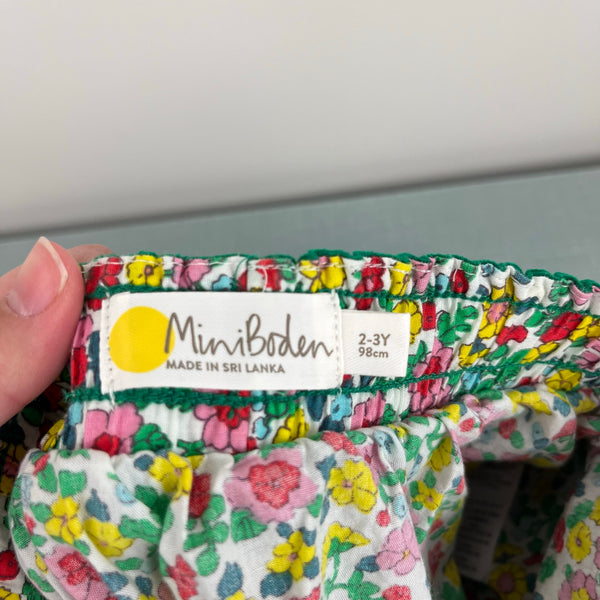 MiniBoden
MADE IN SRI LANKA
2-3Y
98cm